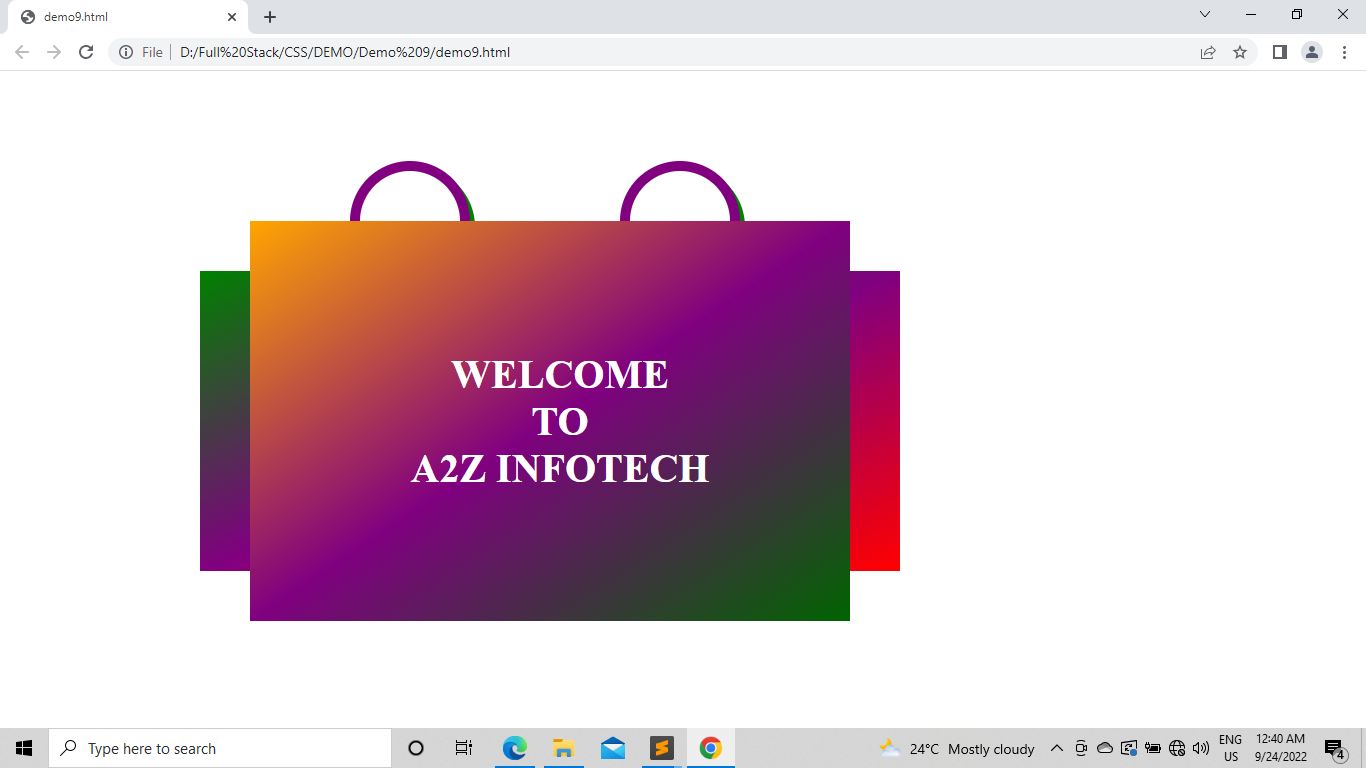 demo9.html
File
D:/Full%20Stack/CSS/DEMO/Demo%209/demo9.html
WELCOME
TO
A2Z INFOTECH
Type here to search
24°C Mostly cloudy
ENG
US
12:40 AM
9/24/2022
4